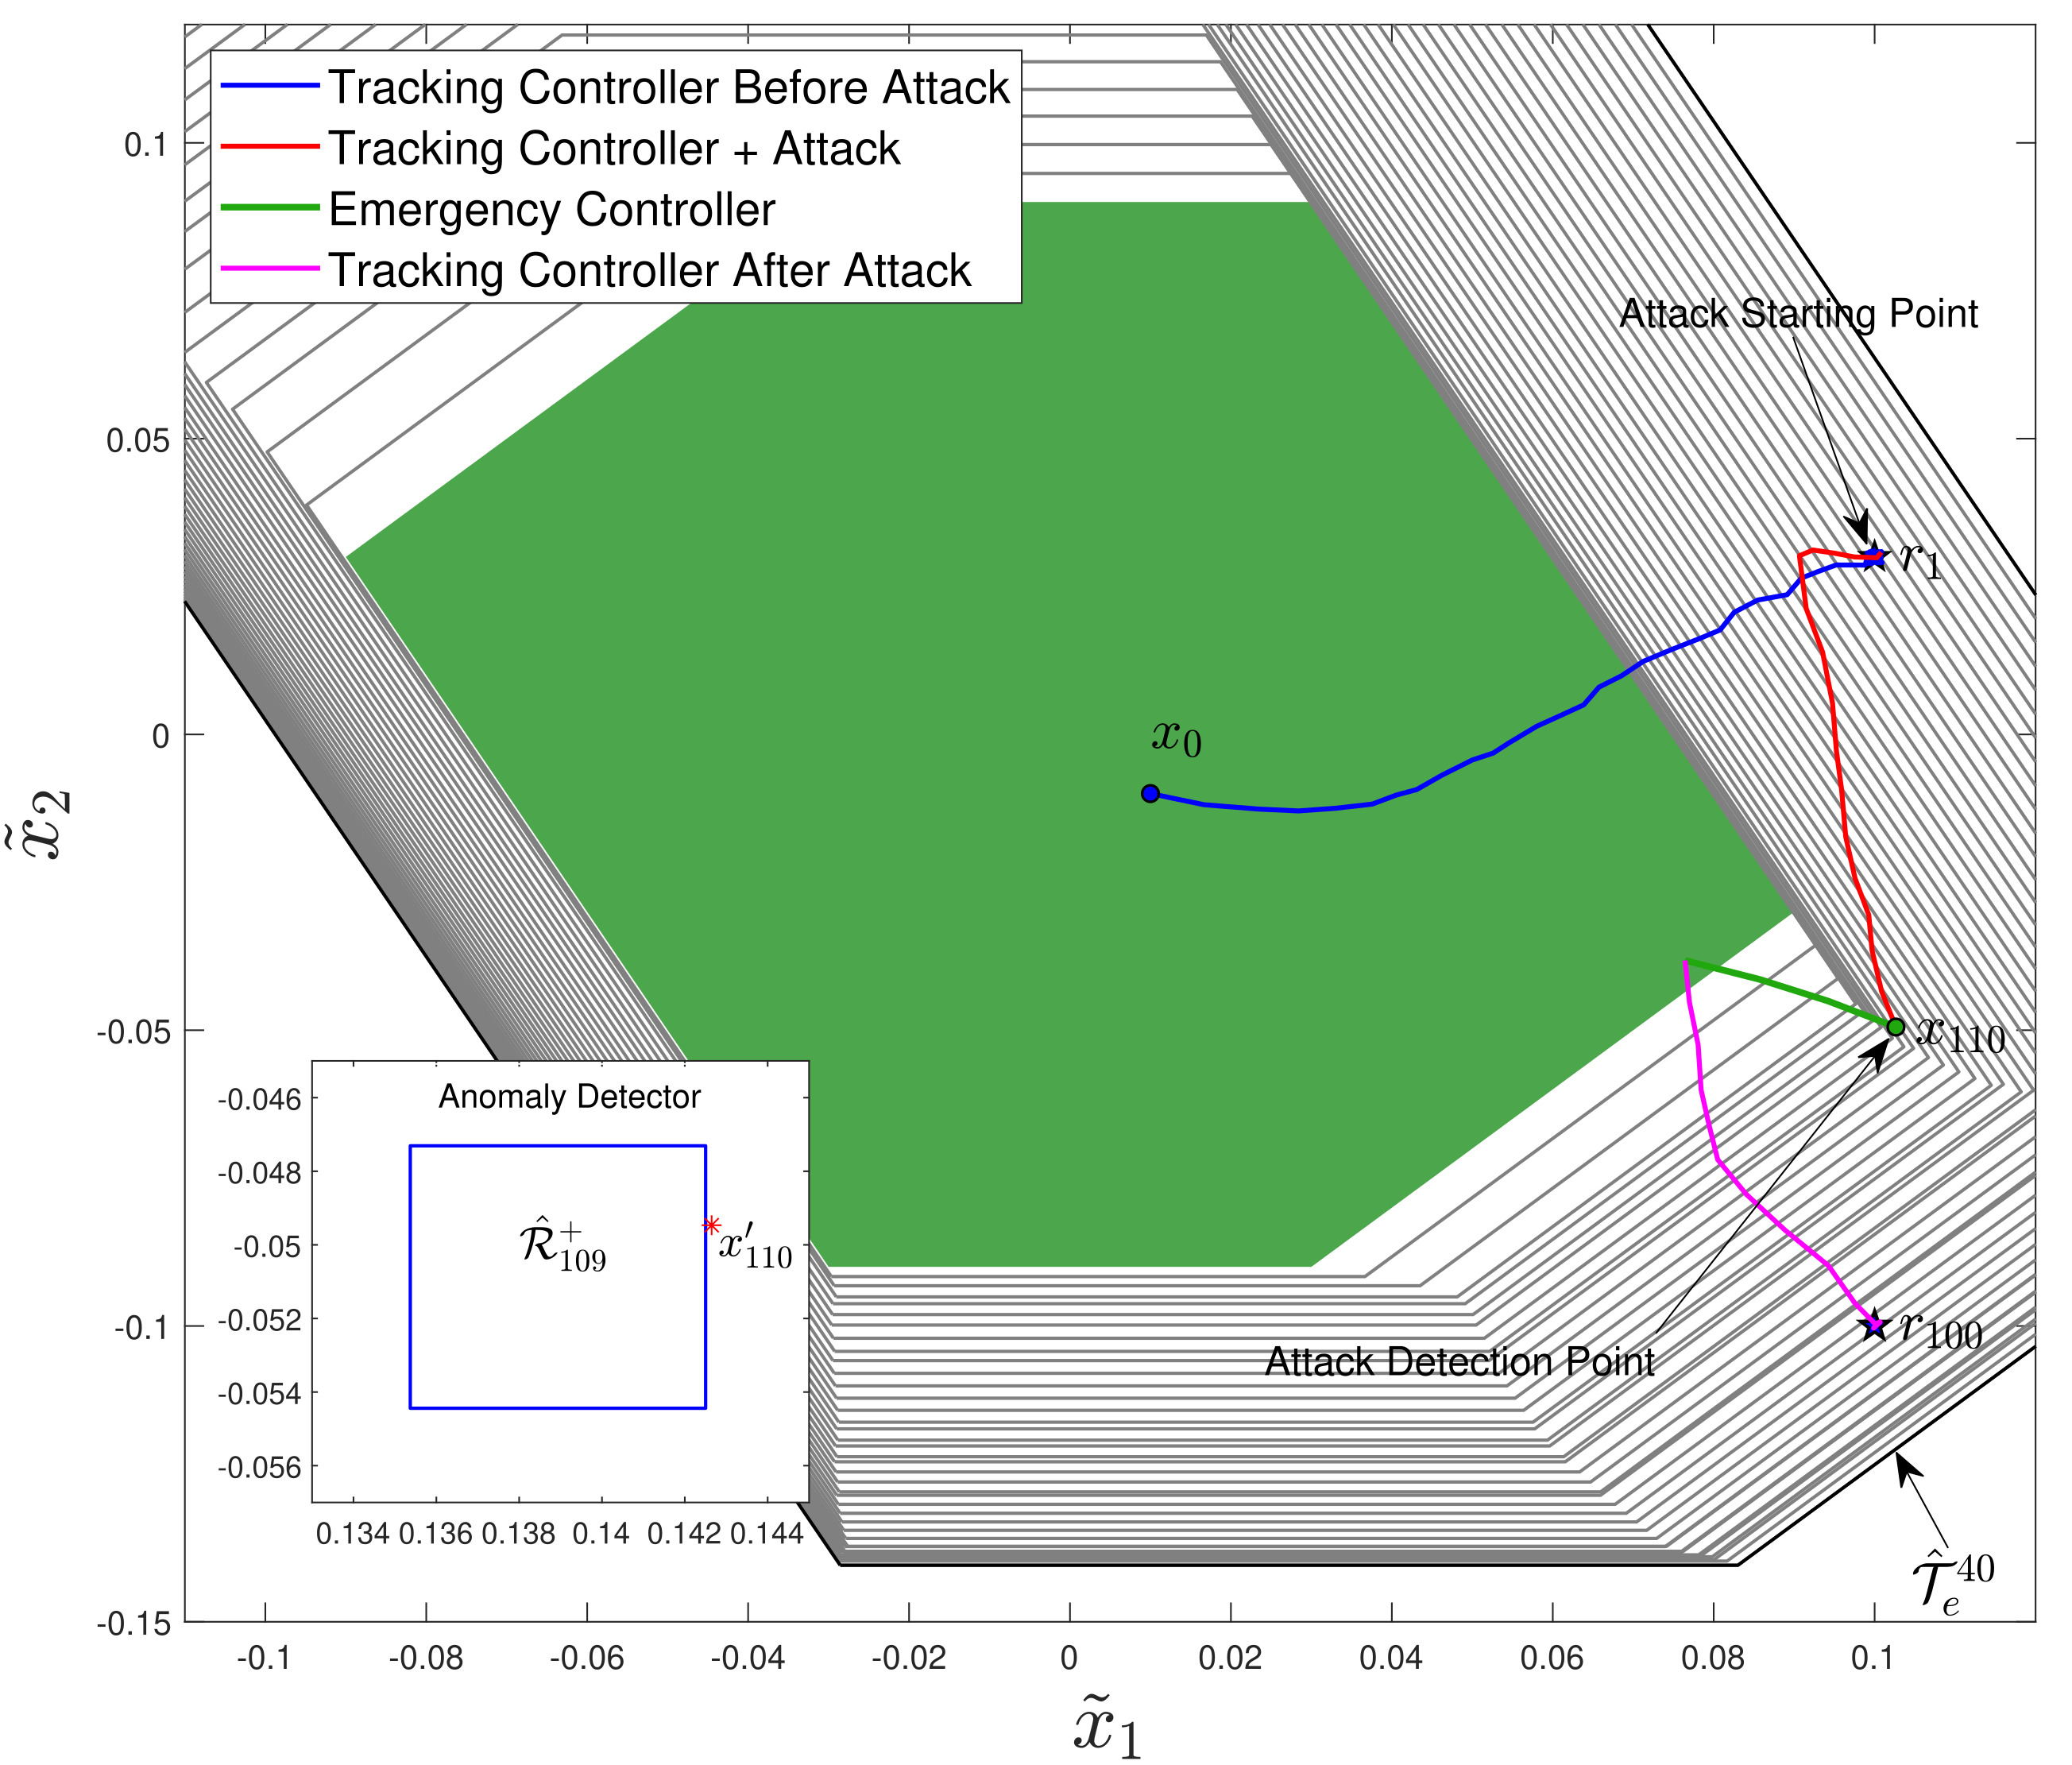 Tracking Controller Before Attack
Tracking Controller + Attack
Emergency Controller
Tracking Controller After Attack
0.1
0.05
0
-0.05
-0.1
-0.15
x̃₂
Attack Starting Point
r₁
x₀
x₁₁₀
Anomaly Detector
-0.046
-0.048
-0.05
-0.052
-0.054
-0.056
R̂⁺₁₀₉
x′₁₁₀
0.134 0.136 0.138 0.14 0.142 0.144
r₁₀₀
Attack Detection Point
𝒯̂ₑ⁴⁰
-0.1 -0.08 -0.06 -0.04 -0.02 0 0.02 0.04 0.06 0.08 0.1
x̃₁